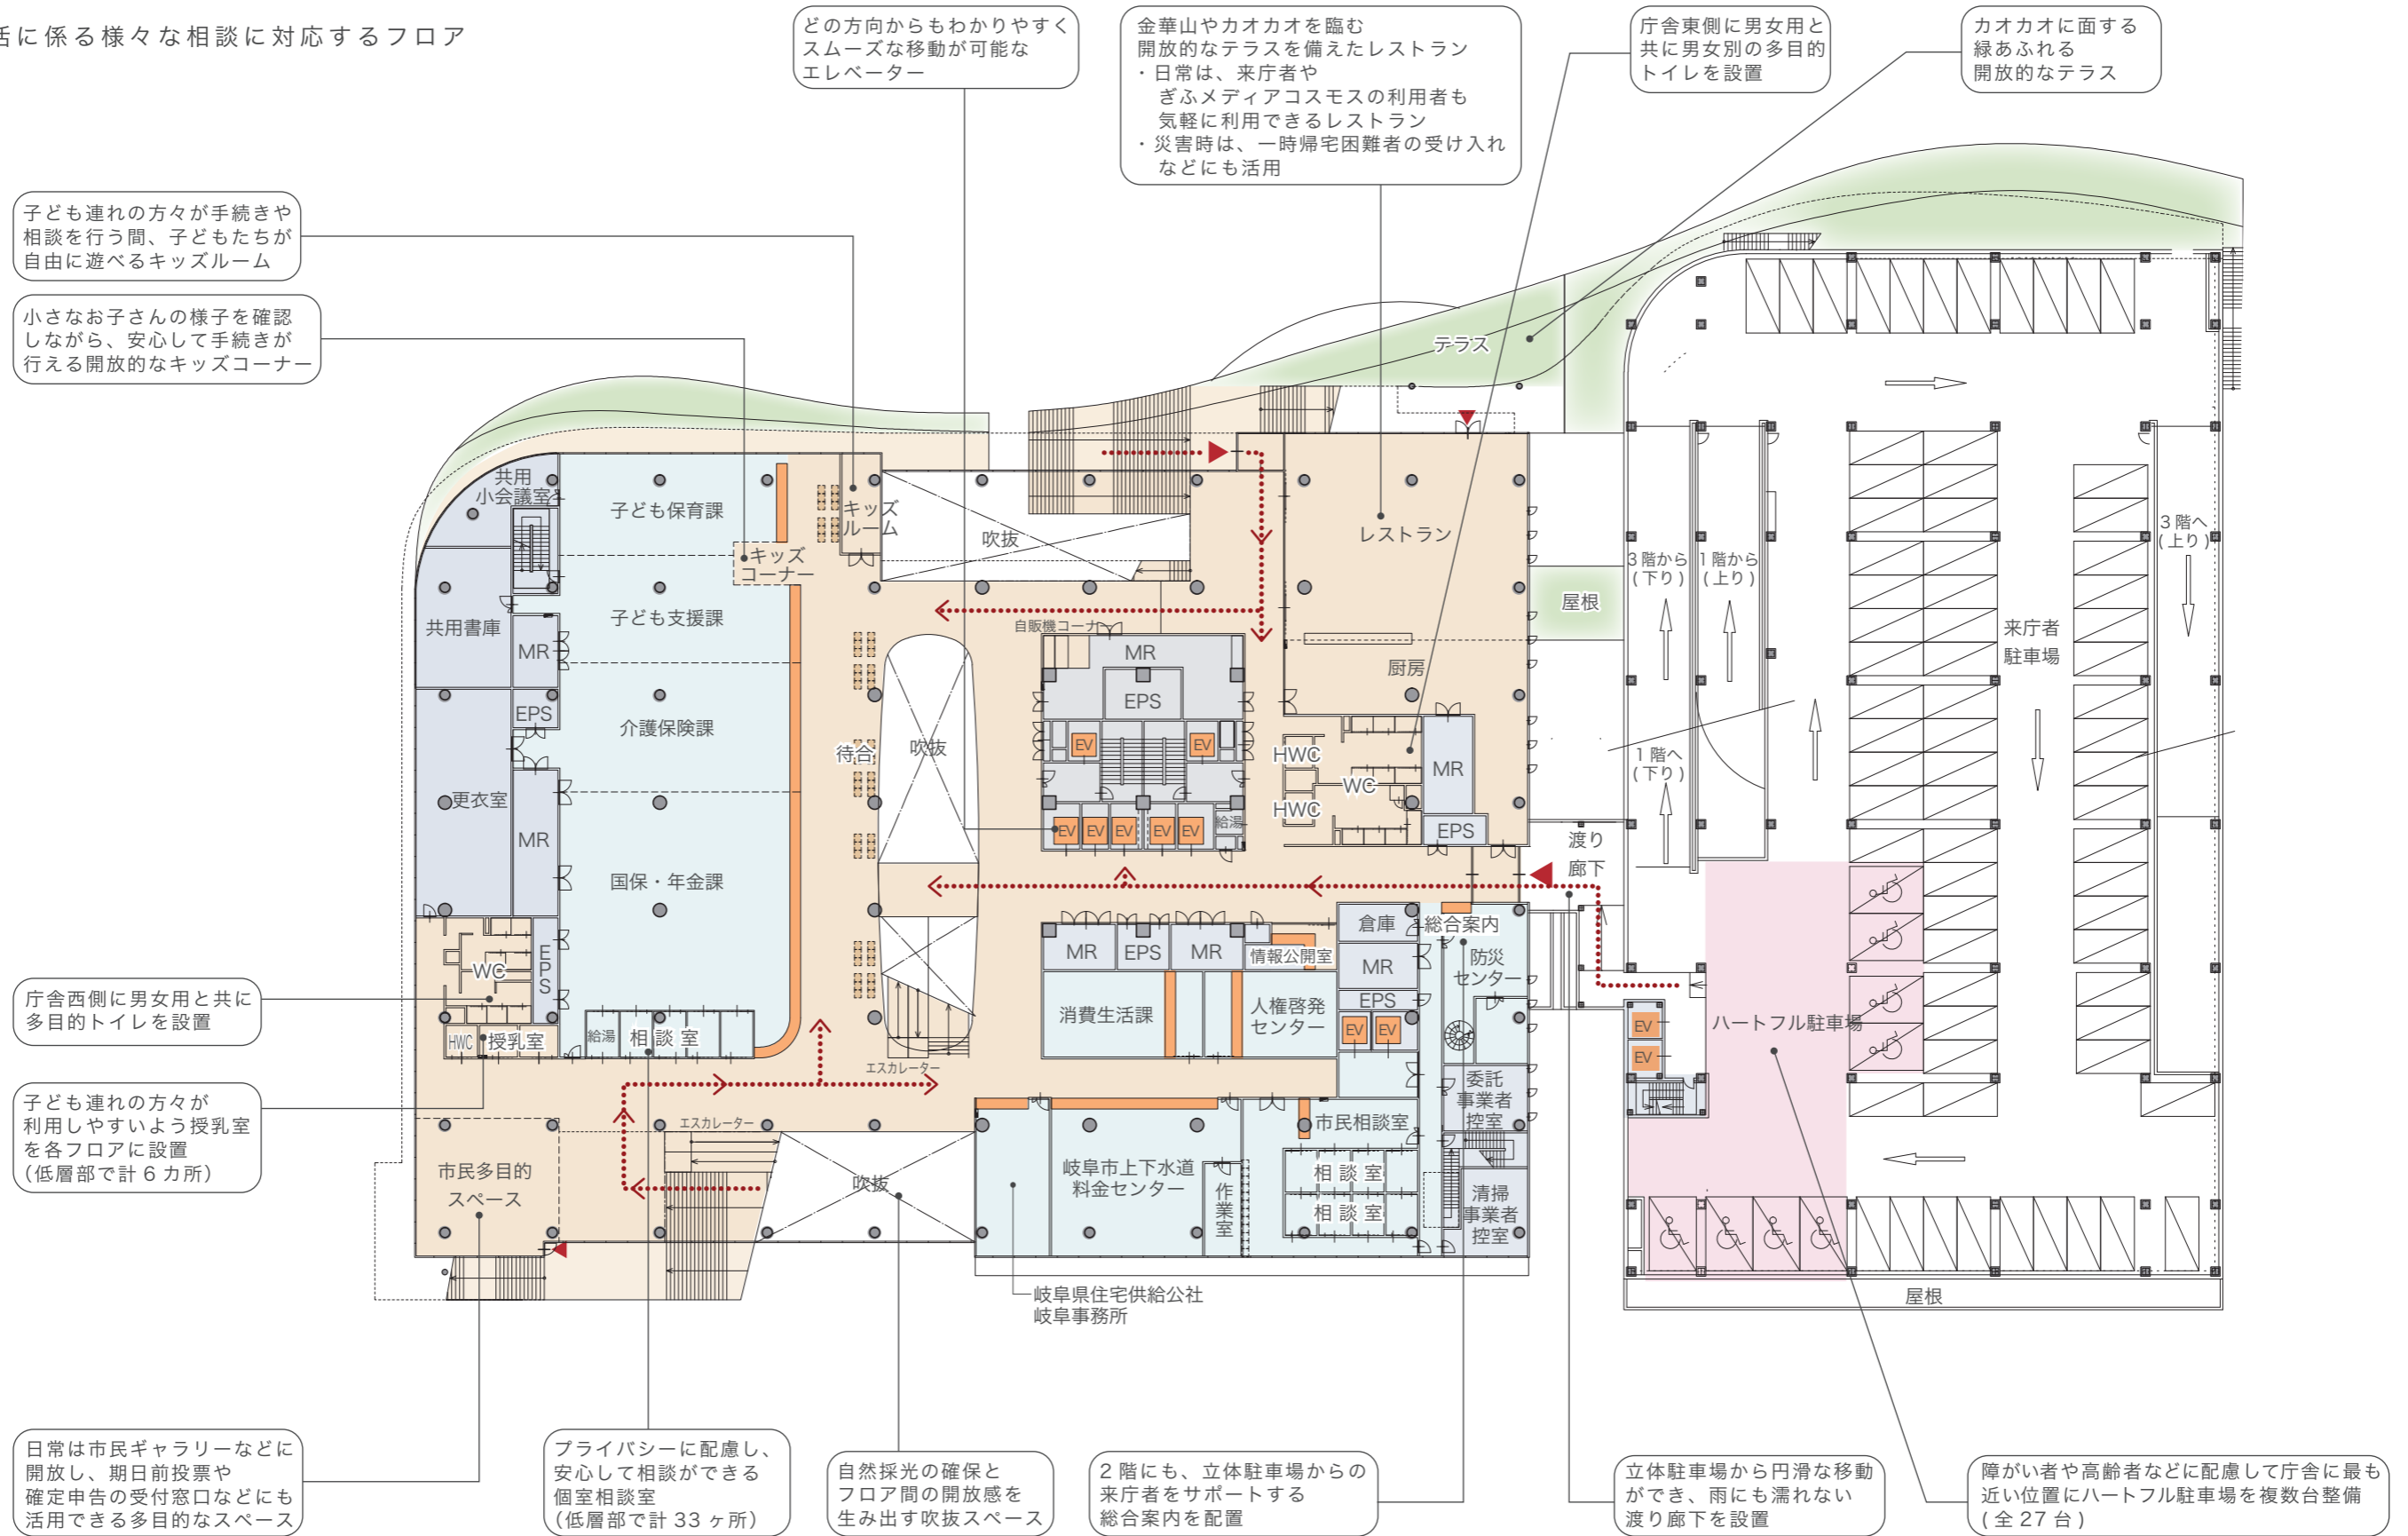 活に係る様々な相談に対応するフロア
どの方向からもわかりやすく
スムーズな移動が可能な
エレベーター
金華山やカオカオを臨む
開放的なテラスを備えたレストラン
・日常は、来庁者や
ぎふメディアコスモスの利用者も
気軽に利用できるレストラン
・災害時は、一時帰宅困難者の受け入れ
などにも活用
庁舎東側に男女用と
共に男女別の多目的
トイレを設置
カオカオに面する
緑あふれる
開放的なテラス
子ども連れの方々が手続きや
相談を行う間、子どもたちが
自由に遊べるキッズルーム
小さなお子さんの様子を確認
しながら、安心して手続きが
行える開放的なキッズコーナー
テラス
共用
小会議室
子ども保育課
キッズ
ルーム
キッズ
コーナー
吹抜
レストラン
3階から
(下り)
1階から
(上り)
3階へ
(上り)
共用書庫
MR
子ども支援課
自販機コーナー
MR
EPS
厨房
屋根
来庁者
駐車場
EPS
介護保険課
待合
吹抜
EV
EV
HWC
HWC
WC
MR
EPS
1階へ
(下り)
更衣室
MR
EV
EV
EV
EV
EV
給湯
渡り
廊下
国保・年金課
WC
EPS
HWC
授乳室
給湯
相談室
MR
EPS
MR
情報公開室
倉庫
MR
EPS
総合案内
防災
センター
消費生活課
人権啓発
センター
EV
EV
EV
EV
ハートフル駐車場
エスカレーター
エスカレーター
委託
事業者
控室
市民多目的
スペース
吹抜
岐阜市上下水道
料金センター
作業室
市民相談室
相談室
相談室
清掃
事業者
控室
岐阜県住宅供給公社
岐阜事務所
屋根
庁舎西側に男女用と共に
多目的トイレを設置
子ども連れの方々が
利用しやすいよう授乳室
を各フロアに設置
(低層部で計6カ所)
日常は市民ギャラリーなどに
開放し、期日前投票や
確定申告の受付窓口などにも
活用できる多目的なスペース
プライバシーに配慮し、
安心して相談ができる
個室相談室
(低層部で計33ヶ所)
自然採光の確保と
フロア間の開放感を
生み出す吹抜スペース
2階にも、立体駐車場からの
来庁者をサポートする
総合案内を配置
立体駐車場から円滑な移動
ができ、雨にも濡れない
渡り廊下を設置
障がい者や高齢者などに配慮して庁舎に最も
近い位置にハートフル駐車場を複数台整備
(全27台)